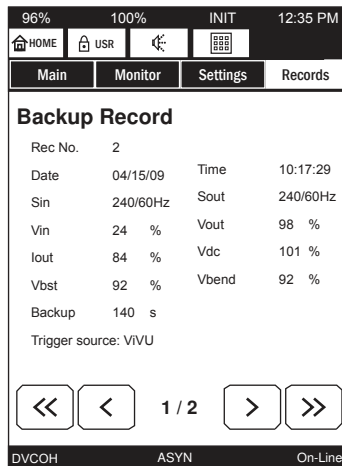 96% 100% INIT 12:35 PM
HOME USR
Main Monitor Settings Records
Backup Record
Rec No. 2
Date 04/15/09 Time 10:17:29
Sin 240/60Hz Sout 240/60Hz
Vin 24 % Vout 98 %
Iout 84 % Vdc 101 %
Vbst 92 % Vbend 92 %
Backup 140 s
Trigger source: ViVU
<< < 1 / 2 > >>
DVCOH ASYN On-Line